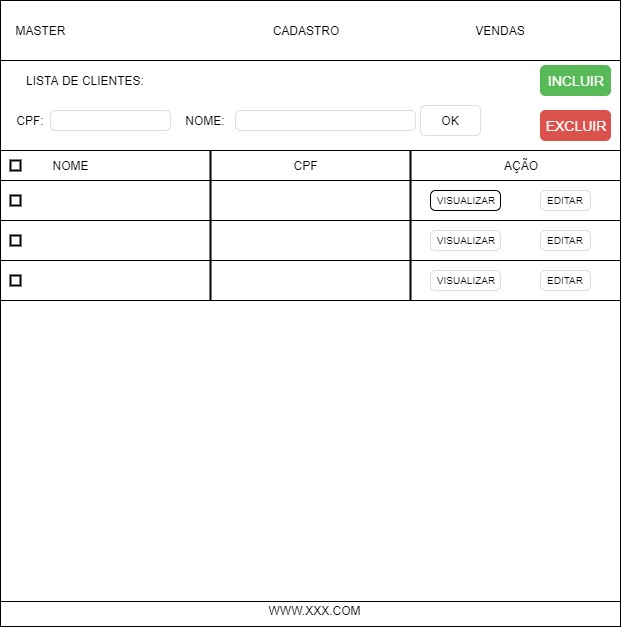 MASTER CADASTRO VENDAS
LISTA DE CLIENTES: INCLUIR
CPF: NOME: OK EXCLUIR
NOME CPF AÇÃO
VISUALIZAR EDITAR
VISUALIZAR EDITAR
VISUALIZAR EDITAR
WWW.XXX.COM